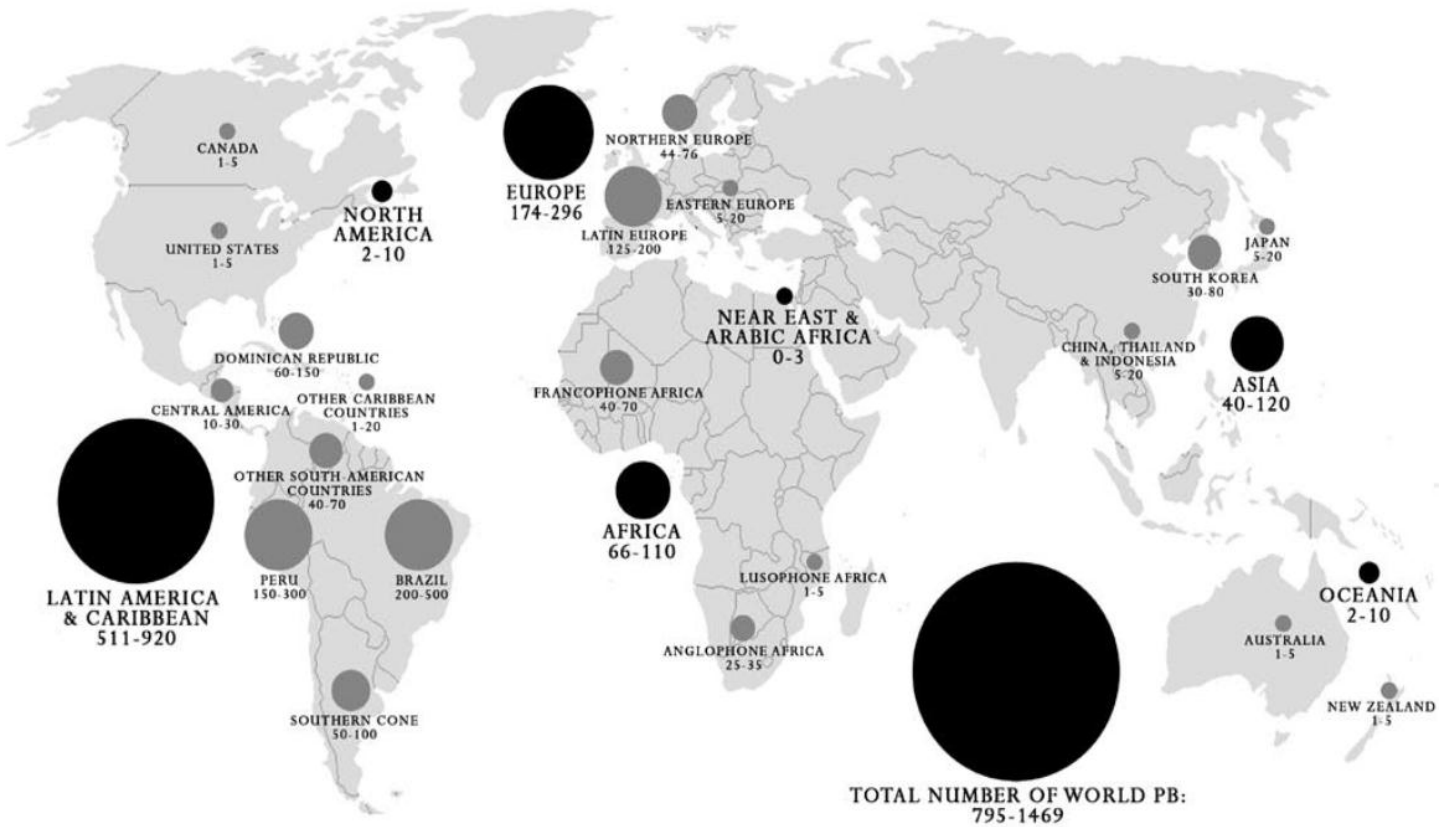 CANADA
1-5
NORTH
AMERICA
2-10
UNITED STATES
1-5
EUROPE
174-296
NORTHERN EUROPE
44-76
EASTERN EUROPE
5-20
LATIN EUROPE
125-200
JAPAN
5-20
SOUTH KOREA
30-80
DOMINICAN REPUBLIC
60-150
NEAR EAST &
ARABIC AFRICA
0-3
CHINA, THAILAND
& INDONESIA
5-20
ASIA
40-120
CENTRAL AMERICA
10-30
OTHER CARIBBEAN
COUNTRIES
1-20
FRANCOPHONE AFRICA
40-70
OTHER SOUTH AMERICAN
COUNTRIES
40-70
AFRICA
66-110
LATIN AMERICA
& CARIBBEAN
511-920
PERU
150-300
BRAZIL
200-500
LUSOPHONE AFRICA
1-5
OCEANIA
2-10
ANGLOPHONE AFRICA
25-35
AUSTRALIA
1-5
SOUTHERN CONE
50-100
NEW ZEALAND
1-5
TOTAL NUMBER OF WORLD PB:
795-1469